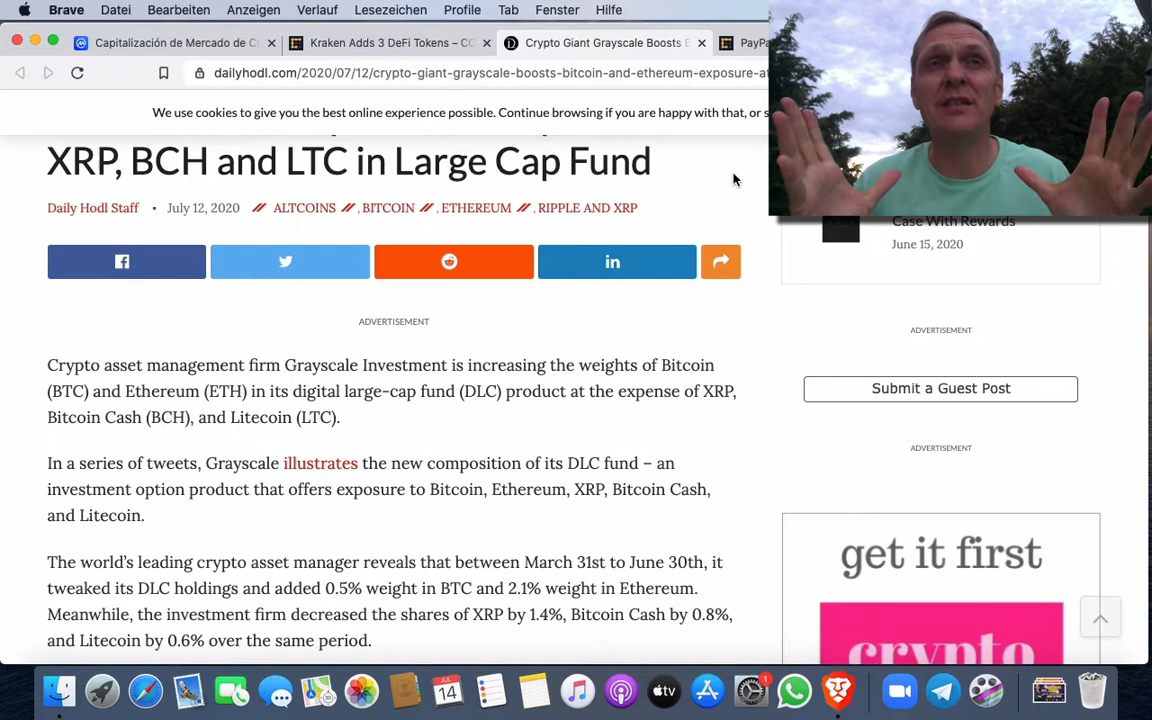 Brave Datei Bearbeiten Anzeigen Verlauf Lesezeichen Profile Tab Fenster Hilfe
Capitalización de Mercado de C
Kraken Adds 3 DeFi Tokens – CO
Crypto Giant Grayscale Boosts B
PayPa
dailyhodl.com/2020/07/12/crypto-giant-grayscale-boosts-bitcoin-and-ethereum-exposure-at
We use cookies to give you the best online experience possible. Continue browsing if you are happy with that, or s
XRP, BCH and LTC in Large Cap Fund
Daily Hodl Staff • July 12, 2020 // ALTCOINS //, BITCOIN //, ETHEREUM //, RIPPLE AND XRP
Case With Rewards
June 15, 2020
ADVERTISEMENT
Crypto asset management firm Grayscale Investment is increasing the weights of Bitcoin
(BTC) and Ethereum (ETH) in its digital large-cap fund (DLC) product at the expense of XRP,
Bitcoin Cash (BCH), and Litecoin (LTC).
In a series of tweets, Grayscale illustrates the new composition of its DLC fund – an
investment option product that offers exposure to Bitcoin, Ethereum, XRP, Bitcoin Cash,
and Litecoin.
The world's leading crypto asset manager reveals that between March 31st to June 30th, it
tweaked its DLC holdings and added 0.5% weight in BTC and 2.1% weight in Ethereum.
Meanwhile, the investment firm decreased the shares of XRP by 1.4%, Bitcoin Cash by 0.8%,
and Litecoin by 0.6% over the same period.
ADVERTISEMENT
Submit a Guest Post
ADVERTISEMENT
get it first
crypto
JUL
14
tv
1